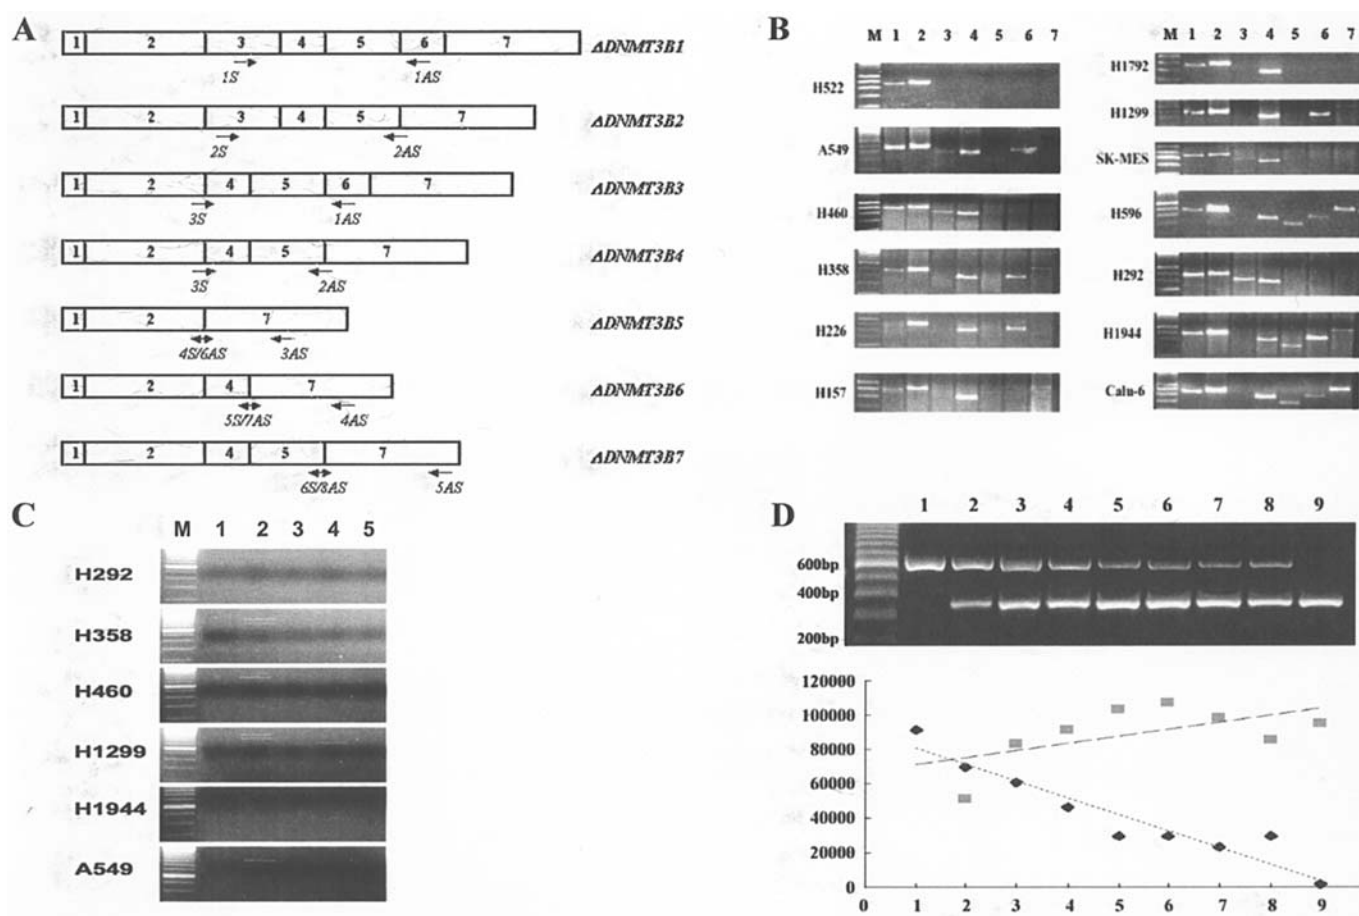 A
1 2 3 4 5 6 7 ΔDNMT3B1
1S 1AS
1 2 3 4 5 7 ΔDNMT3B2
2S 2AS
1 2 4 5 6 7 ΔDNMT3B3
3S 1AS
1 2 4 5 7 ΔDNMT3B4
3S 2AS
1 2 7 ΔDNMT3B5
4S/6AS 3AS
1 2 4 7 ΔDNMT3B6
5S/7AS 4AS
1 2 4 5 7 ΔDNMT3B7
6S/8AS 5AS
B
M 1 2 3 4 5 6 7
H522
A549
H460
H358
H226
H157
M 1 2 3 4 5 6 7
H1792
H1299
SK-MES
H596
H292
H1944
Calu-6
C
M 1 2 3 4 5
H292
H358
H460
H1299
H1944
A549
D
1 2 3 4 5 6 7 8 9
600bp
400bp
200bp
120000
100000
80000
60000
40000
20000
0
0 1 2 3 4 5 6 7 8 9